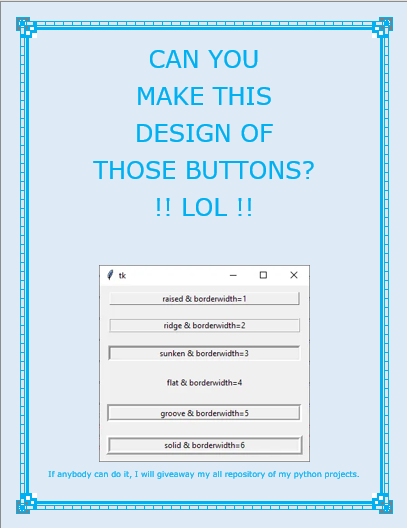 CAN YOU
MAKE THIS
DESIGN OF
THOSE BUTTONS?
!! LOL !!
tk
raised & borderwidth=1
ridge & borderwidth=2
sunken & borderwidth=3
flat & borderwidth=4
groove & borderwidth=5
solid & borderwidth=6
If anybody can do it, I will giveaway my all repository of my python projects.